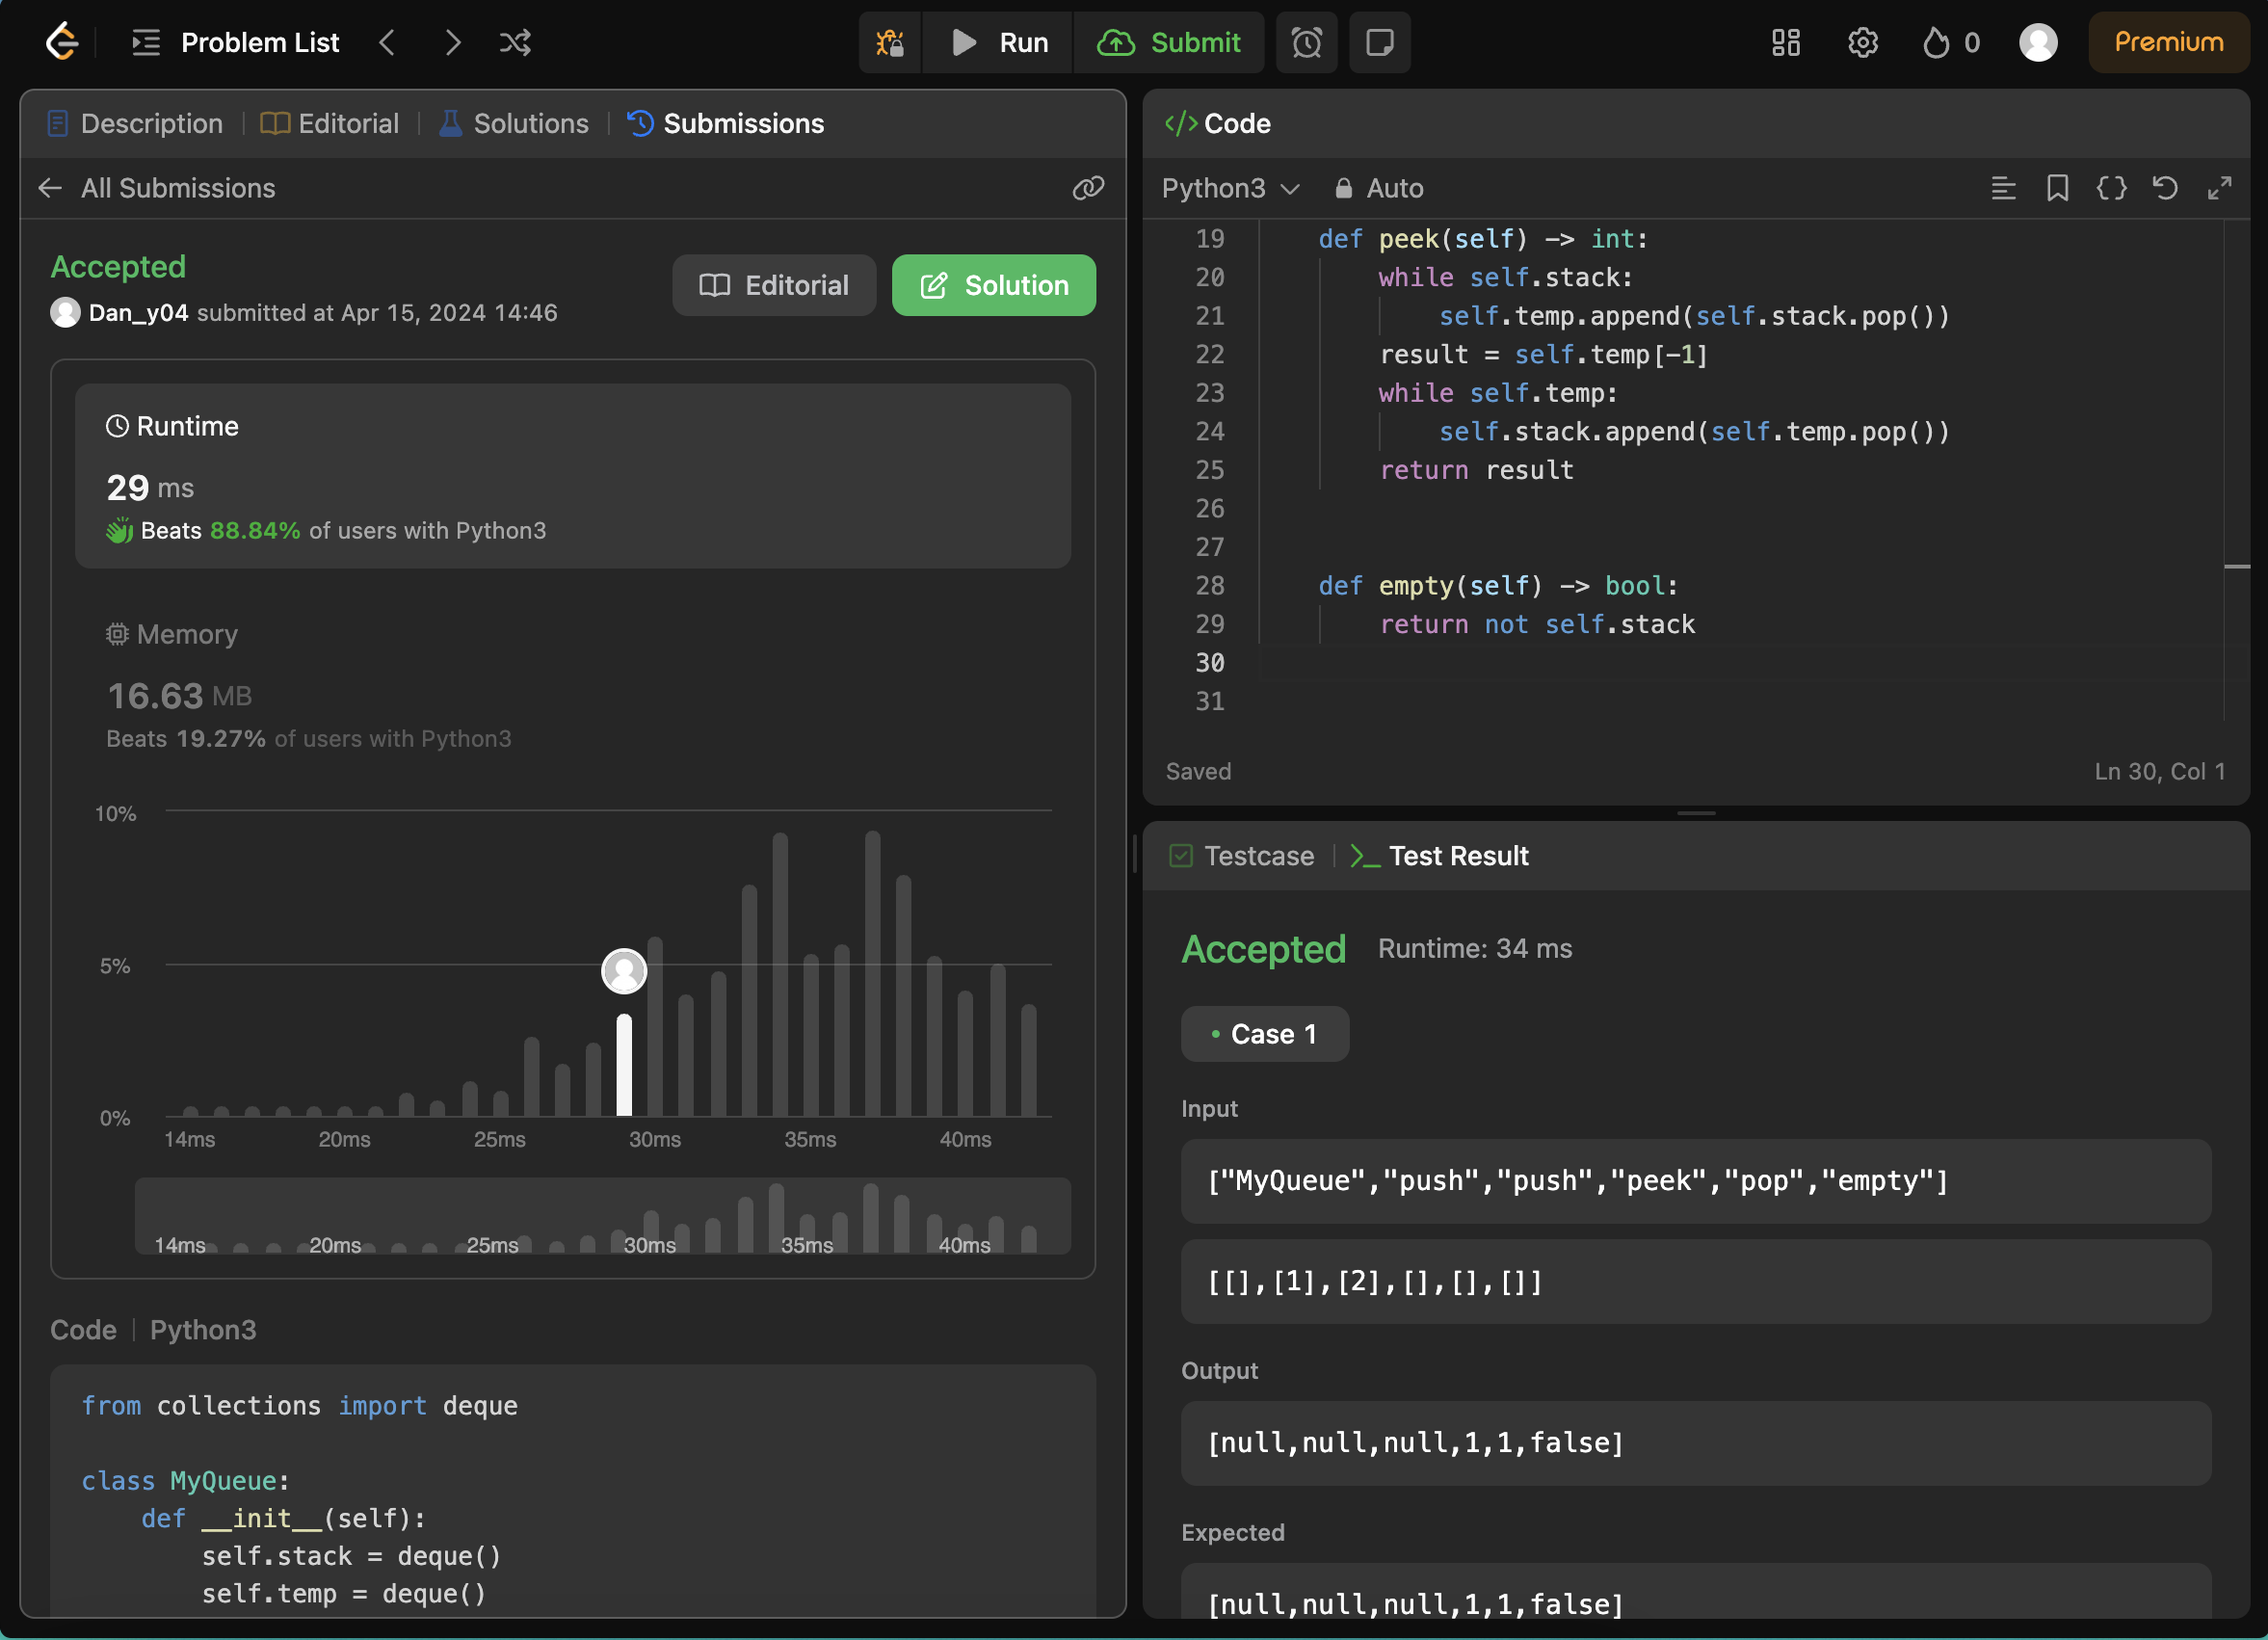 Problem List
Run
Submit
0
Premium
Description | Editorial | Solutions | Submissions
All Submissions
Accepted
Editorial
Solution
Dan_y04 submitted at Apr 15, 2024 14:46
Runtime
29 ms
Beats 88.84% of users with Python3
Memory
16.63 MB
Beats 19.27% of users with Python3
10%
5%
0%
14ms 20ms 25ms 30ms 35ms 40ms
14ms 20ms 25ms 30ms 35ms 40ms
Code | Python3
from collections import deque
class MyQueue:
    def __init__(self):
        self.stack = deque()
        self.temp = deque()
</> Code
Python3 Auto
19     def peek(self) -> int:
20         while self.stack:
21             self.temp.append(self.stack.pop())
22         result = self.temp[-1]
23         while self.temp:
24             self.stack.append(self.temp.pop())
25         return result
26
27
28     def empty(self) -> bool:
29         return not self.stack
30
31
Saved
Ln 30, Col 1
Testcase | >_ Test Result
Accepted Runtime: 34 ms
• Case 1
Input
["MyQueue","push","push","peek","pop","empty"]
[[],[1],[2],[],[],[]]
Output
[null,null,null,1,1,false]
Expected
[null,null,null,1,1,false]